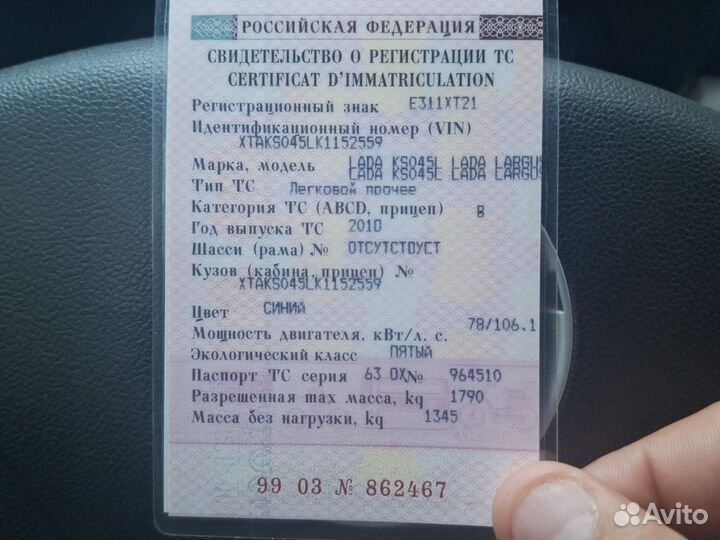 РОССИЙСКАЯ ФЕДЕРАЦИЯ
СВИДЕТЕЛЬСТВО О РЕГИСТРАЦИИ ТС
CERTIFICAT D'IMMATRICULATION
Регистрационный знак Е311ХТ21
Идентификационный номер (VIN)
XTAKS045LK1152559
Марка, модель LADA KS045L LADA LARGUS
LADA KS045L LADA LARGUS
Тип ТС Легковой прочее
Категория ТС (ABCD, прицеп) B
Год выпуска ТС 2010
Шасси (рама) № ОТСУТСТВУЕТ
Кузов (кабина, прицеп) №
XTAKS045LK1152559
Цвет СИНИЙ
Мощность двигателя, кВт/л. с. 78/106.1
Экологический класс ПЯТЫЙ
Паспорт ТС серия 63 ОХ № 964510
Разрешенная max масса, kg 1790
Масса без нагрузки, kg 1345
99 03 № 862467
Avito